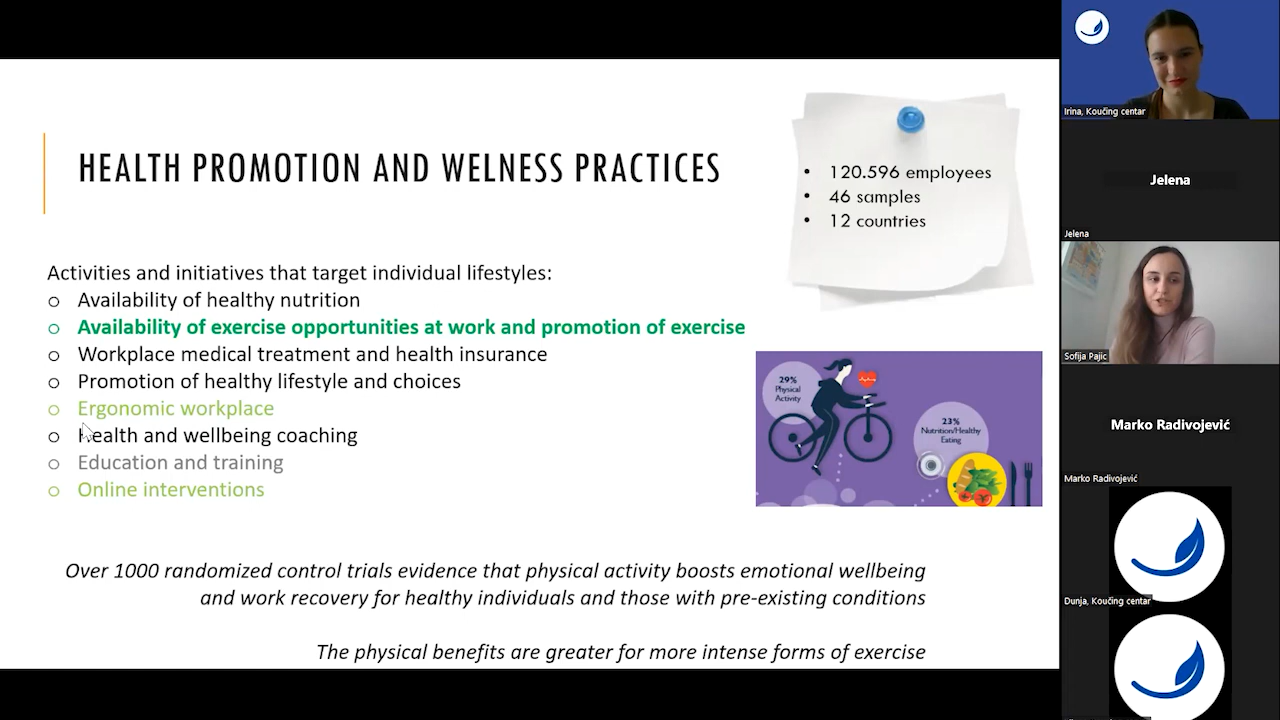 HEALTH PROMOTION AND WELNESS PRACTICES
• 120.596 employees
• 46 samples
• 12 countries
Activities and initiatives that target individual lifestyles:
o Availability of healthy nutrition
o Availability of exercise opportunities at work and promotion of exercise
o Workplace medical treatment and health insurance
o Promotion of healthy lifestyle and choices
o Ergonomic workplace
o Health and wellbeing coaching
o Education and training
o Online interventions
29%
Physical
Activity
23%
Nutrition/Healthy
Eating
Over 1000 randomized control trials evidence that physical activity boosts emotional wellbeing
and work recovery for healthy individuals and those with pre-existing conditions
The physical benefits are greater for more intense forms of exercise
Irina, Koučing centar
Jelena
Jelena
Sofija Pajic
Marko Radivojević
Marko Radivojević
Dunja, Koučing centar